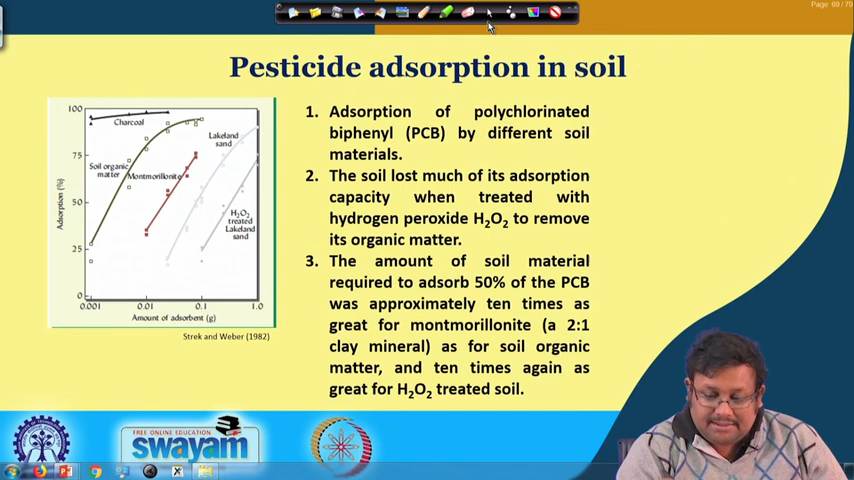 Page: 69 / 70
Pesticide adsorption in soil
100
75
50
25
0
Adsorption (%)
Charcoal
Lakeland
sand
Soil organic
matter
Montmorillonite
H₂O₂
treated
Lakeland
sand
0.001
0.01
0.1
1.0
Amount of adsorbent (g)
Strek and Weber (1982)
1. Adsorption of polychlorinated
biphenyl (PCB) by different soil
materials.
2. The soil lost much of its adsorption
capacity when treated with
hydrogen peroxide H₂O₂ to remove
its organic matter.
3. The amount of soil material
required to adsorb 50% of the PCB
was approximately ten times as
great for montmorillonite (a 2:1
clay mineral) as for soil organic
matter, and ten times again as
great for H₂O₂ treated soil.
FREE ONLINE EDUCATION
swayam